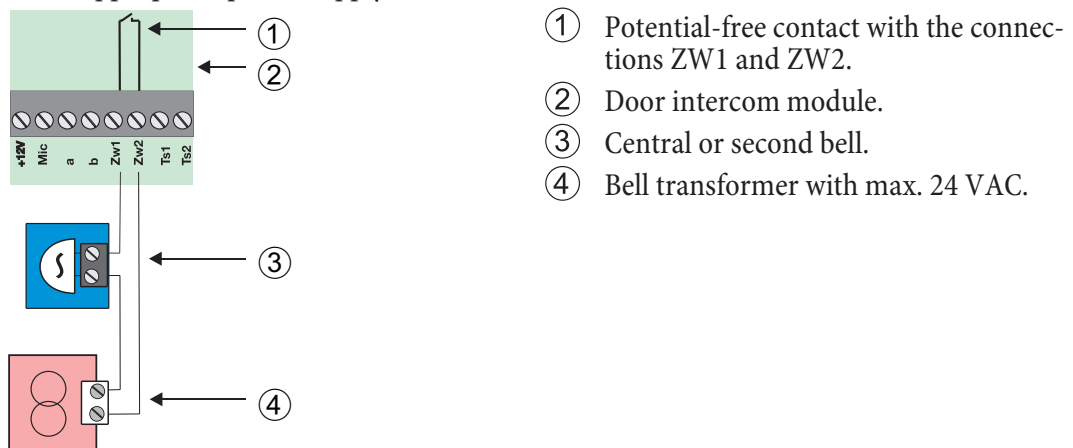 ①
②
+12V
Mic
a
b
Zw1
Zw2
Ts1
Ts2
③
④
① Potential-free contact with the connec-
tions ZW1 and ZW2.
② Door intercom module.
③ Central or second bell.
④ Bell transformer with max. 24 VAC.